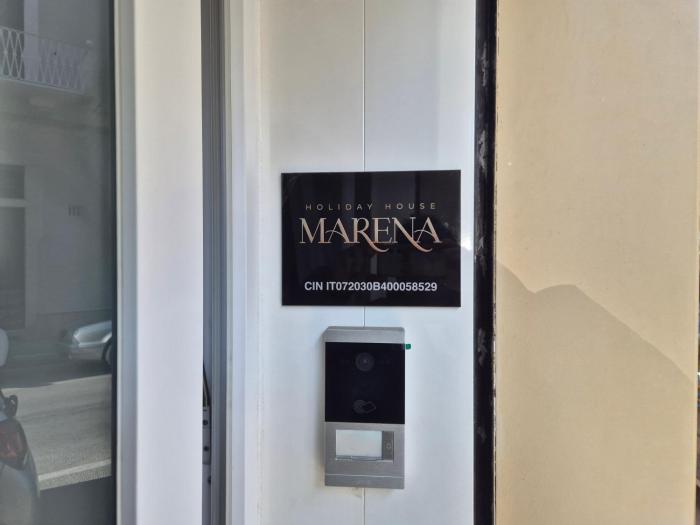 HOLIDAY HOUSE
MARENA
CIN IT072030B400058529